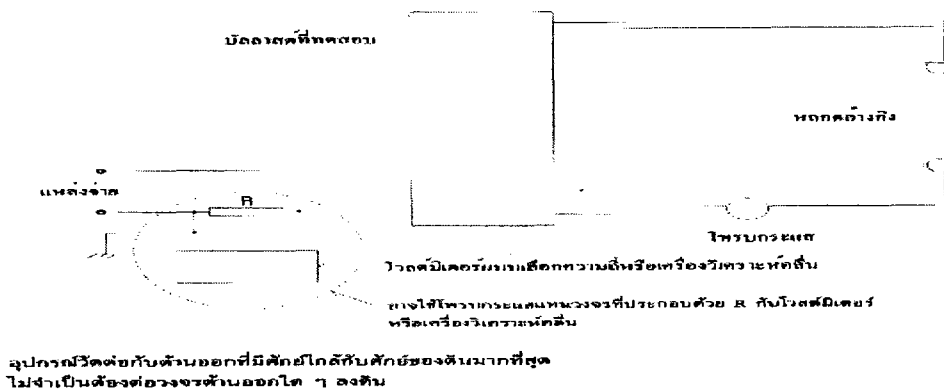 บัลลาสต์ที่ทดสอบ
หลอดอ้างอิง
แหล่งจ่าย
R
โพรบกระแส
โวลต์มิเตอร์แบบเลือกความถี่หรือเครื่องวิเคราะห์คลื่น
อาจใช้โพรบกระแสแทนวงจรที่ประกอบด้วย R กับโวลต์มิเตอร์
หรือเครื่องวิเคราะห์คลื่น
อุปกรณ์วัดต่อกับด้านออกที่มีศักย์ใกล้กับศักย์ของดินมากที่สุด
ไม่จำเป็นต้องต่อวงจรด้านออกใด ๆ ลงดิน